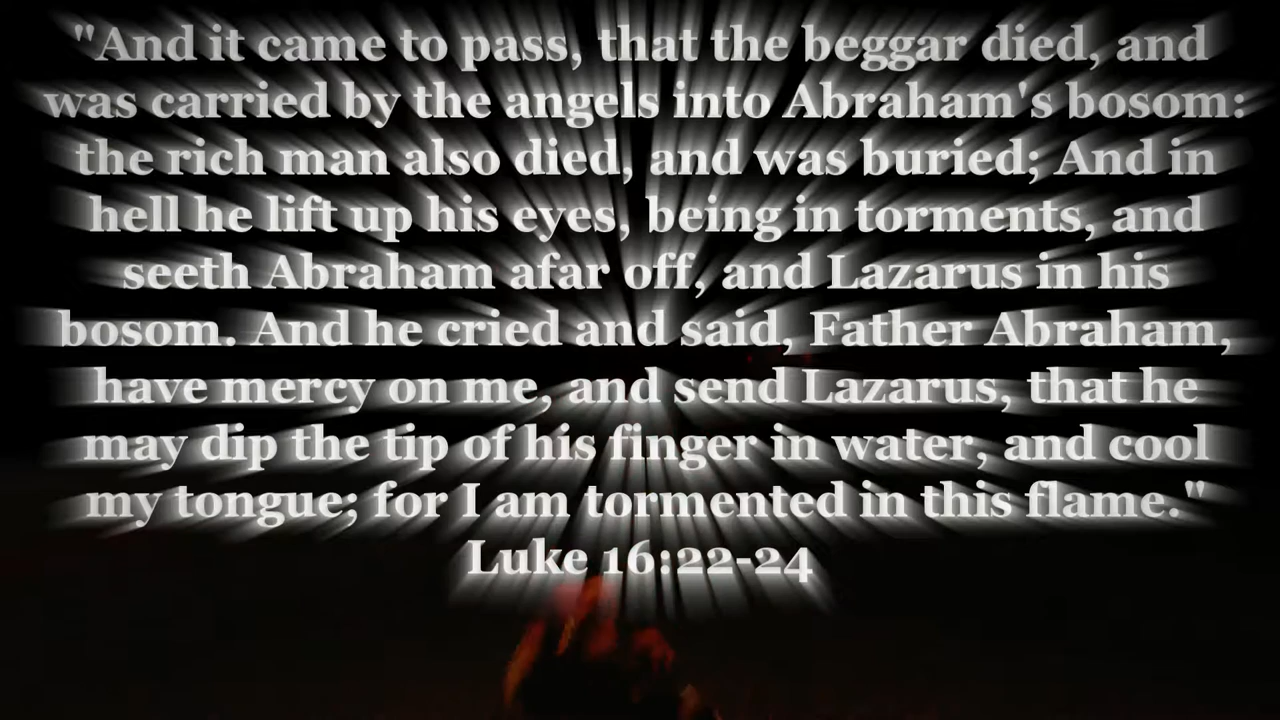 "And it came to pass, that the beggar died, and
was carried by the angels into Abraham's bosom:
the rich man also died, and was buried; And in
hell he lift up his eyes, being in torments, and
seeth Abraham afar off, and Lazarus in his
bosom. And he cried and said, Father Abraham,
have mercy on me, and send Lazarus, that he
may dip the tip of his finger in water, and cool
my tongue; for I am tormented in this flame."
Luke 16:22-24